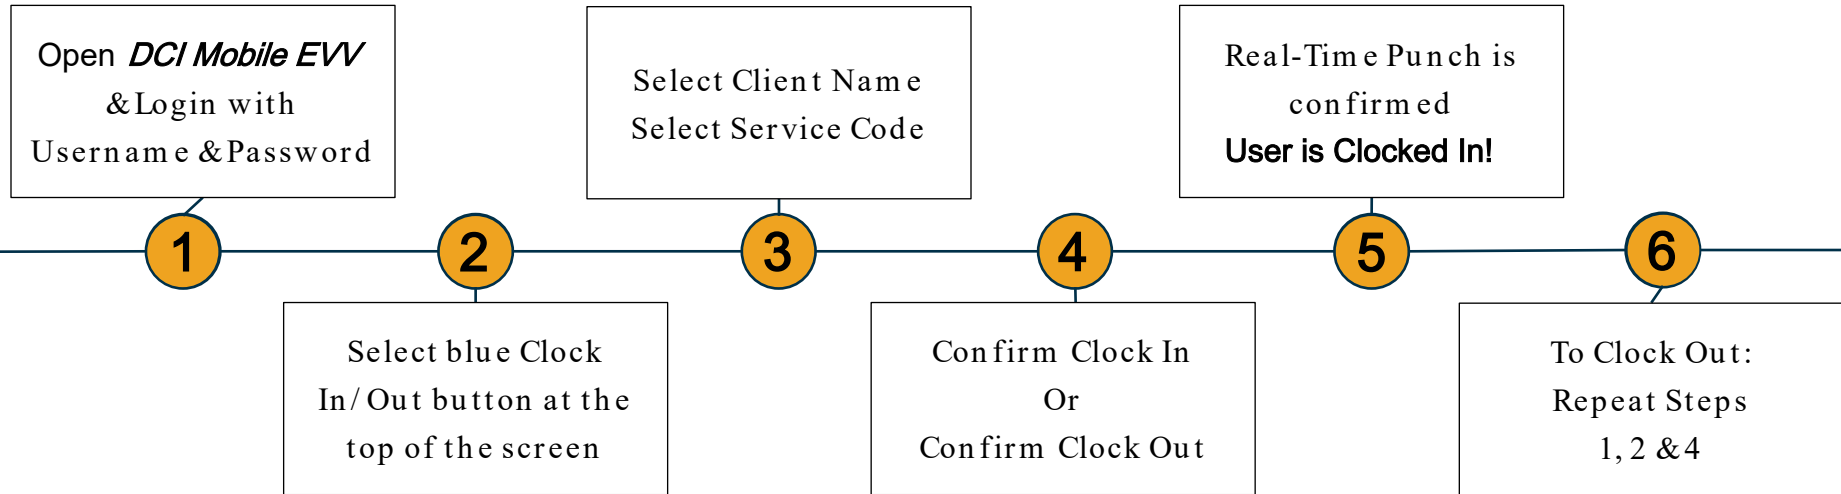 Open DCI Mobile EVV
&Login with
Username &Password
1
Select blue Clock
In/Out button at the
top of the screen
2
Select Client Name
Select Service Code
3
Confirm Clock In
Or
Confirm Clock Out
4
Real-Time Punch is
confirmed
User is Clocked In!
5
To Clock Out:
Repeat Steps
1, 2 &4
6